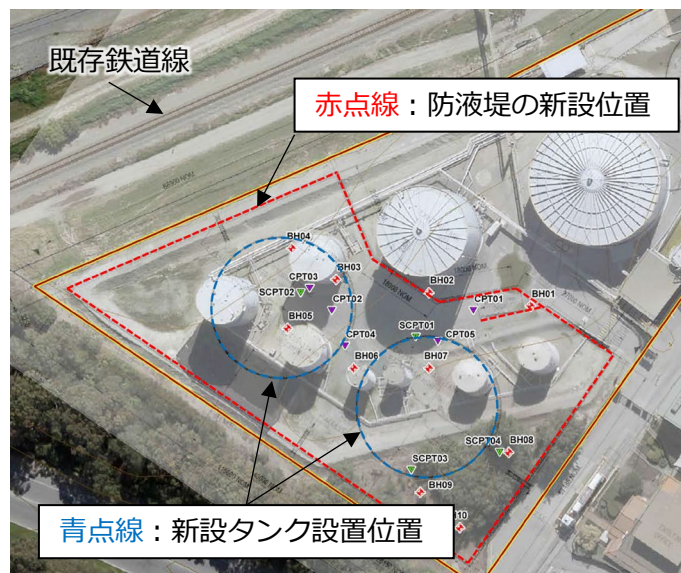 既存鉄道線
赤点線：防液堤の新設位置
BH04
BH03
CPT03
SCPT02
BH02
CPT02
CPT01
BH01
BH05
SCPT01
CPT04
CPT05
BH06
BH07
SCPT04
BH08
SCPT03
BH09
青点線：新設タンク設置位置
10